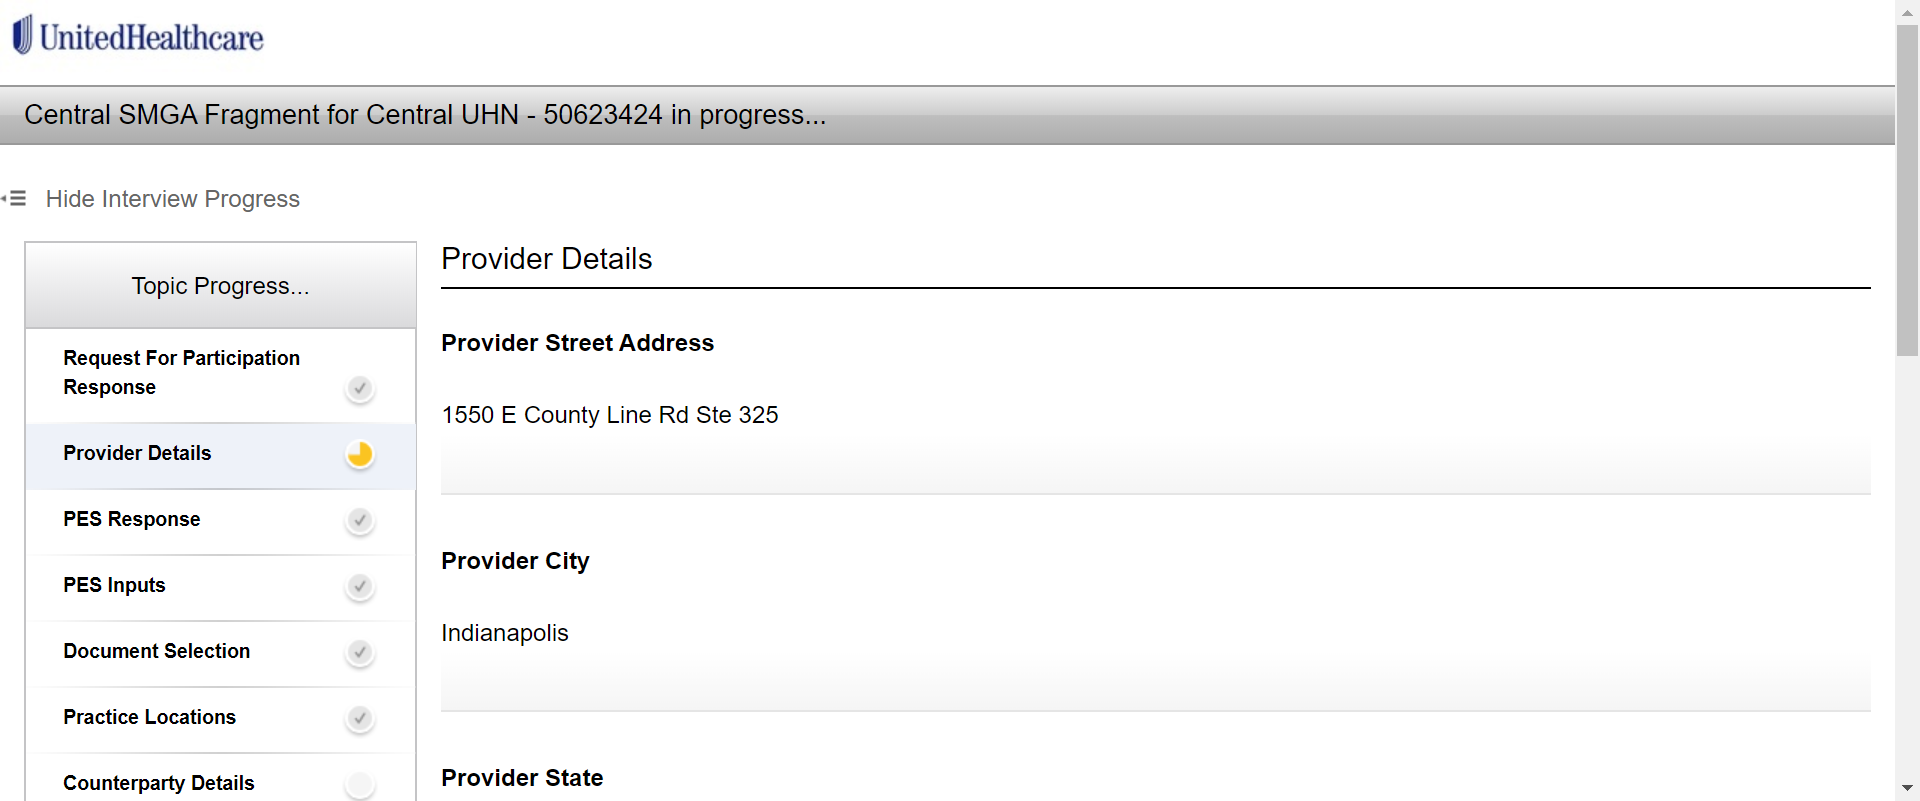 UnitedHealthcare
Central SMGA Fragment for Central UHN - 50623424 in progress...
Hide Interview Progress
Topic Progress...
Request For Participation
Response
Provider Details
PES Response
PES Inputs
Document Selection
Practice Locations
Counterparty Details
Provider Details
Provider Street Address
1550 E County Line Rd Ste 325
Provider City
Indianapolis
Provider State